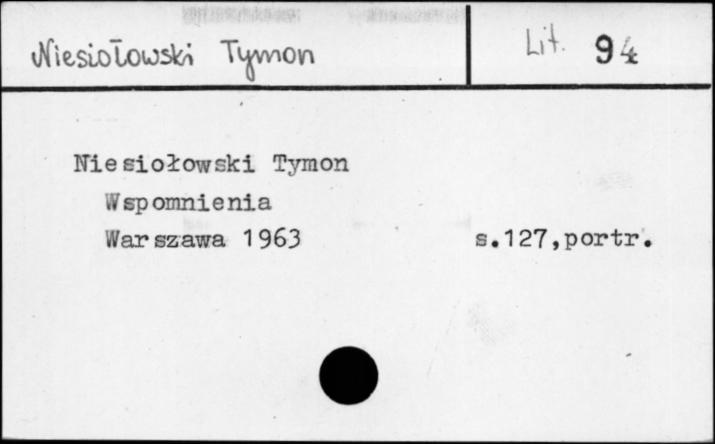 Niesiołowski Tymon
Lit. 94
Niesiołowski Tymon
Wspomnienia
Warszawa 1963 s.127,portr.